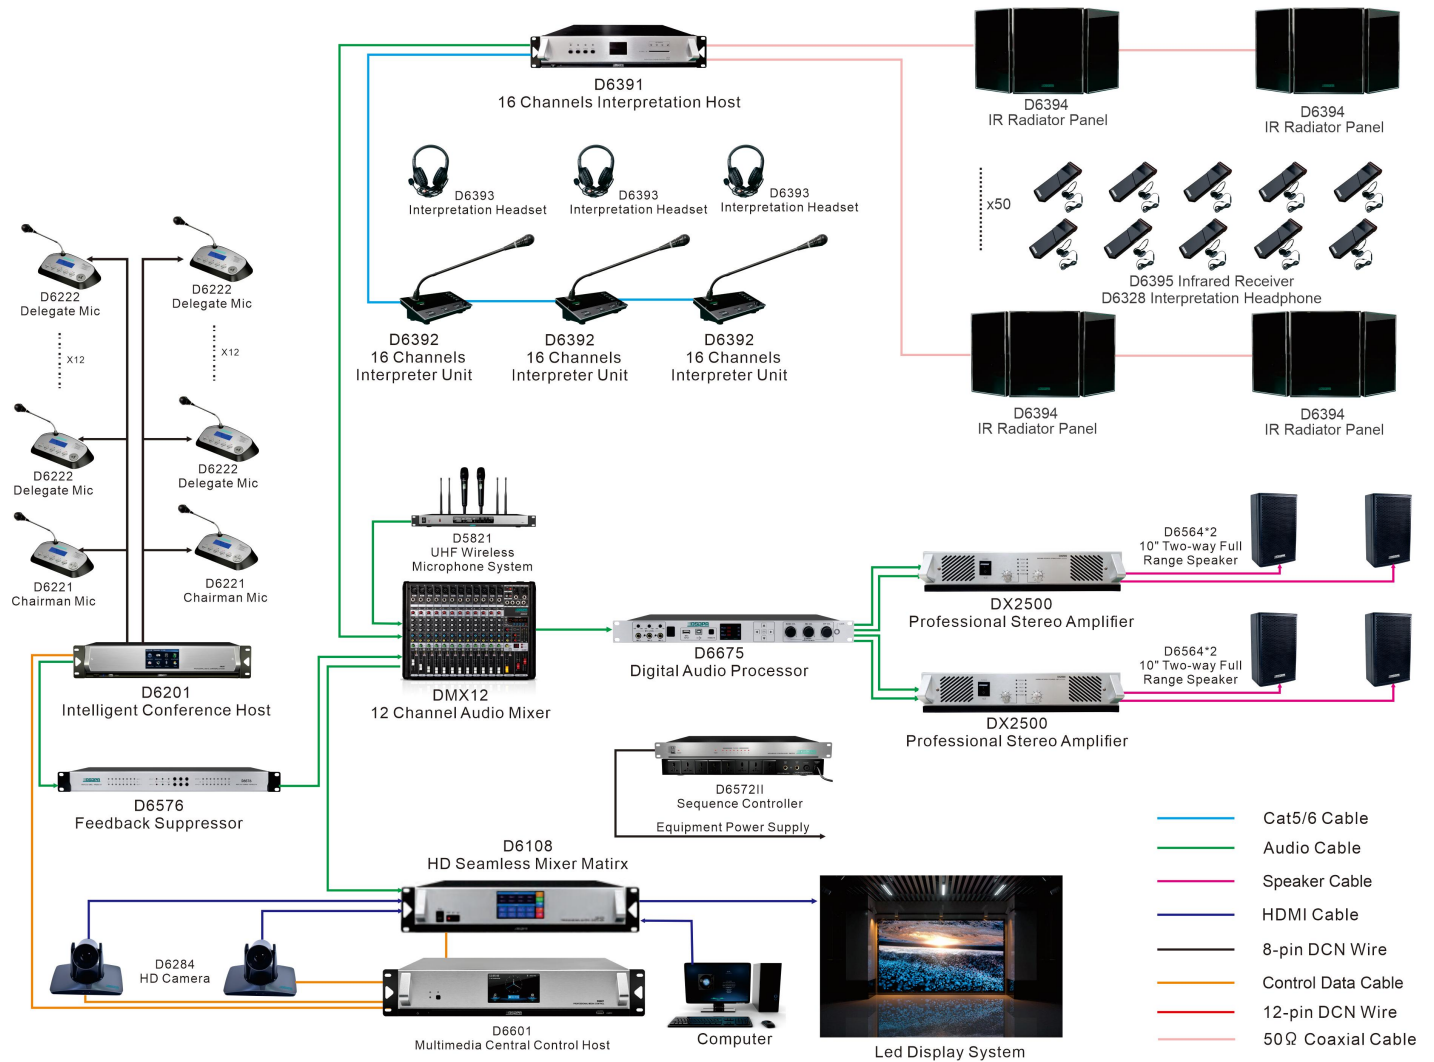 D6391
16 Channels Interpretation Host
D6394
IR Radiator Panel
D6394
IR Radiator Panel
D6393
Interpretation Headset
D6393
Interpretation Headset
D6393
Interpretation Headset
x50
D6395 Infrared Receiver
D6328 Interpretation Headphone
D6222
Delegate Mic
D6222
Delegate Mic
X12
X12
D6392
16 Channels
Interpreter Unit
D6392
16 Channels
Interpreter Unit
D6392
16 Channels
Interpreter Unit
D6394
IR Radiator Panel
D6394
IR Radiator Panel
D6222
Delegate Mic
D6222
Delegate Mic
D6221
Chairman Mic
D6221
Chairman Mic
D5821
UHF Wireless
Microphone System
D6564*2
10" Two-way Full
Range Speaker
DX2500
Professional Stereo Amplifier
D6201
Intelligent Conference Host
DMX12
12 Channel Audio Mixer
D6675
Digital Audio Processor
D6564*2
10" Two-way Full
Range Speaker
DX2500
Professional Stereo Amplifier
D6576
Feedback Suppressor
D6572II
Sequence Controller
Equipment Power Supply
D6108
HD Seamless Mixer Matirx
D6284
HD Camera
D6601
Multimedia Central Control Host
Computer
Led Display System
Cat5/6 Cable
Audio Cable
Speaker Cable
HDMI Cable
8-pin DCN Wire
Control Data Cable
12-pin DCN Wire
50Ω Coaxial Cable